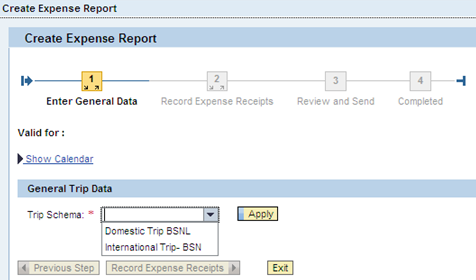 Create Expense Report
Create Expense Report
1 2 3 4
Enter General Data Record Expense Receipts Review and Send Completed
Valid for :
Show Calendar
General Trip Data
Trip Schema: * Apply
Domestic Trip BSNL
International Trip- BSN
Previous Step Record Expense Receipts Exit